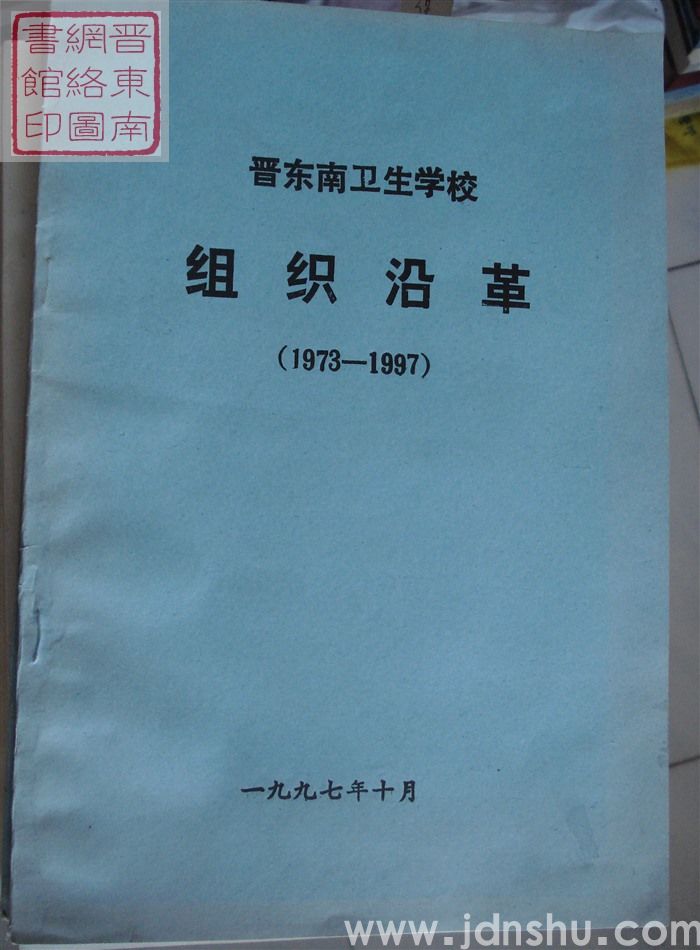 晋東南
網絡圖
書館印
晋东南卫生学校
组织沿革
(1973—1997)
一九九七年十月
www.jdnshu.com